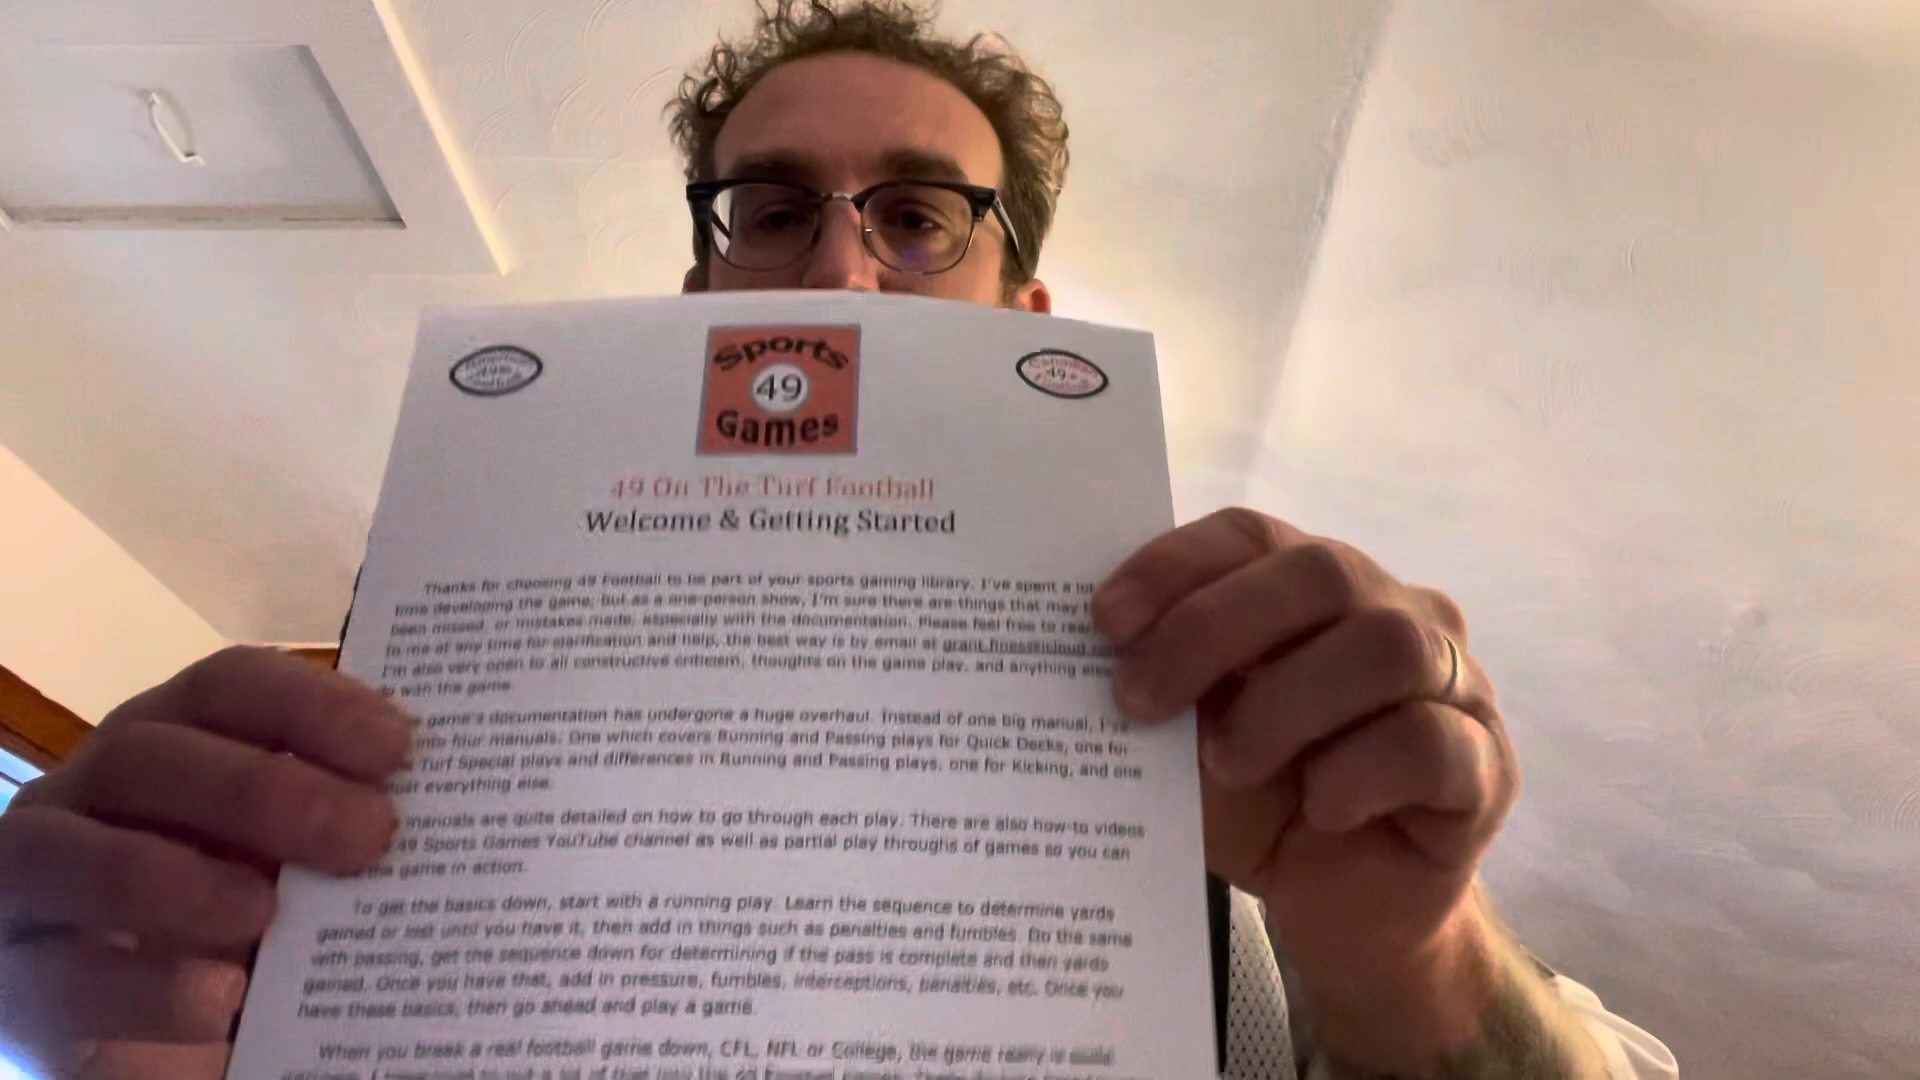 Sports
49
Games
49
49
49 On The Turf Football
Welcome & Getting Started
Thanks for choosing 49 Football to be part of your sports gaming library. I've spent a lot
time developing the game, but as a one-person show, I'm sure there are things that may
been missed, or mistakes made, especially with the documentation. Please feel free to
to me at any time for clarification and help, the best way is by email at
I'm also very open to all constructive criticism, thoughts on the game play, and anything else
do with the game.
game's documentation has undergone a huge overhaul. Instead of one big manual, I've
into four manuals. One which covers Running and Passing plays for Quick Decks, one for
Turf Special plays and differences in Running and Passing plays, one for Kicking, and one
everything else.
manuals are quite detailed on how to go through each play. There are also how-to videos
49 Sports Games YouTube channel as well as partial play throughs of games so you can
the game in action.
To get the basics down, start with a running play. Learn the sequence to determine yards
gained or lost until you have it, then add in things such as penalties and fumbles. Do the same
with passing, get the sequence down for determining if the pass is complete and then yards
gained. Once you have that, add in pressure, fumbles, interceptions, penalties, etc. Once you
have these basics, then go ahead and play a game.
When you break a real football game down, CFL, NFL or College, the game really is